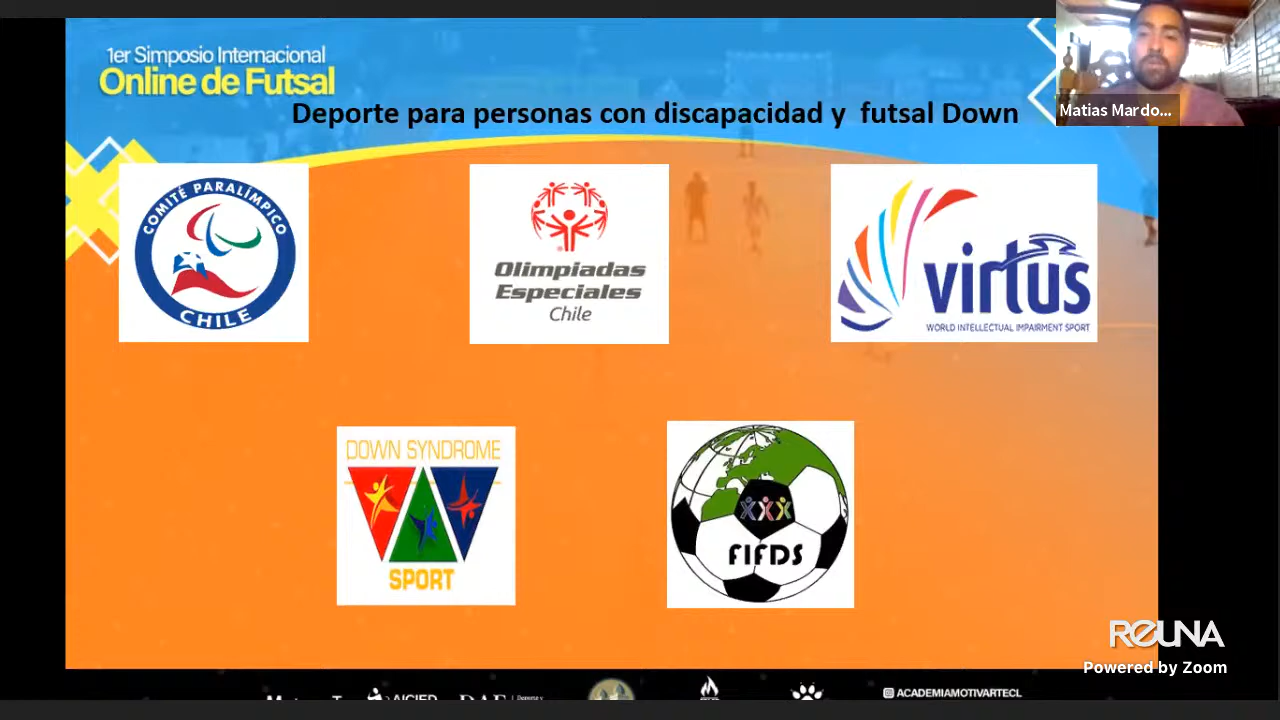 1er Simposio Internacional
Online de Futsal
Deporte para personas con discapacidad y futsal Down
Matias Mardo...
COMITÉ PARALÍMPICO
CHILE
Olimpiadas
Especiales
Chile
virtus
WORLD INTELLECTUAL IMPAIRMENT SPORT
DOWN SYNDROME
SPORT
FIFDS
REUNA
Powered by Zoom
ACADEMIAMOTIVARTECL